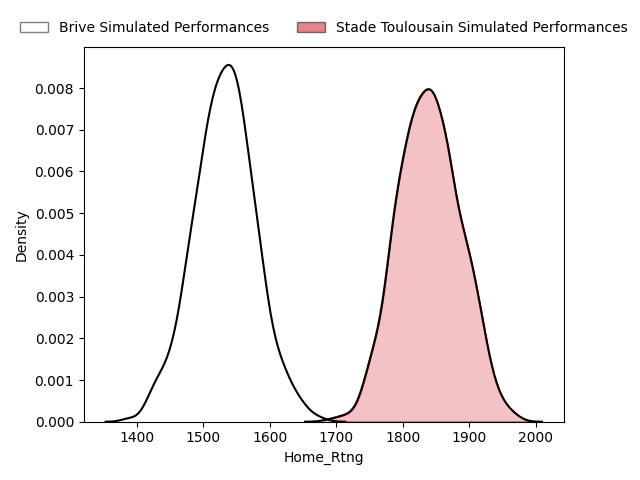 Brive Simulated Performances
Stade Toulousain Simulated Performances
Density
0.008
0.007
0.006
0.005
0.004
0.003
0.002
0.001
0.000
1400 1500 1600 1700 1800 1900 2000
Home_Rtng